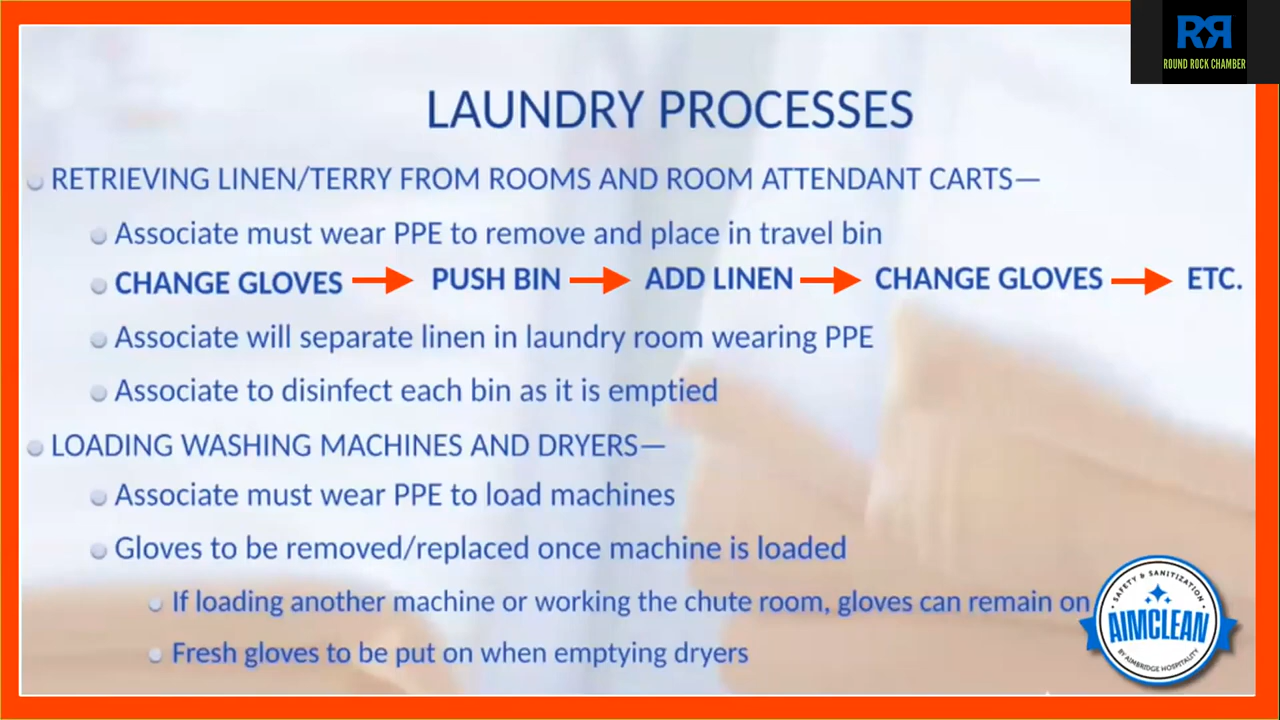 RR
ROUND ROCK CHAMBER
LAUNDRY PROCESSES
RETRIEVING LINEN/TERRY FROM ROOMS AND ROOM ATTENDANT CARTS—
Associate must wear PPE to remove and place in travel bin
CHANGE GLOVES PUSH BIN ADD LINEN CHANGE GLOVES ETC.
Associate will separate linen in laundry room wearing PPE
Associate to disinfect each bin as it is emptied
LOADING WASHING MACHINES AND DRYERS—
Associate must wear PPE to load machines
Gloves to be removed/replaced once machine is loaded
If loading another machine or working the chute room, gloves can remain on
Fresh gloves to be put on when emptying dryers
SAFETY & SANITIZATION
AIMCLEAN
BY AIMBRIDGE HOSPITALITY